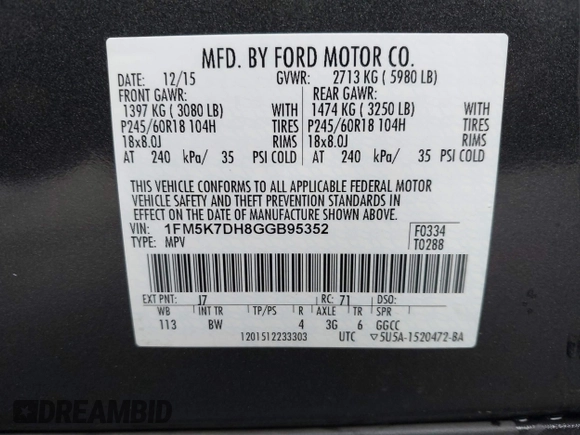 MFD. BY FORD MOTOR CO.
DATE: 12/15 GVWR: 2713 KG ( 5980 LB)
FRONT GAWR: REAR GAWR:
1397 KG ( 3080 LB) WITH 1474 KG ( 3250 LB) WITH
P245/60R18 104H TIRES P245/60R18 104H TIRES
18x8.0J RIMS 18x8.0J RIMS
AT 240 kPa/ 35 PSI COLD AT 240 kPa/ 35 PSI COLD
THIS VEHICLE CONFORMS TO ALL APPLICABLE FEDERAL MOTOR
VEHICLE SAFETY AND THEFT PREVENTION STANDARDS IN
EFFECT ON THE DATE OF MANUFACTURE SHOWN ABOVE.
VIN: 1FM5K7DH8GGB95352 F0334
TYPE: MPV T0288
EXT PNT: J7 RC: 71 DSO:
WB INT TR TP/PS R AXLE TR SPR
113 BW 4 3G 6 GGCC
1201512233303 UTC 5U5A-1520472-BA
DREAMBID